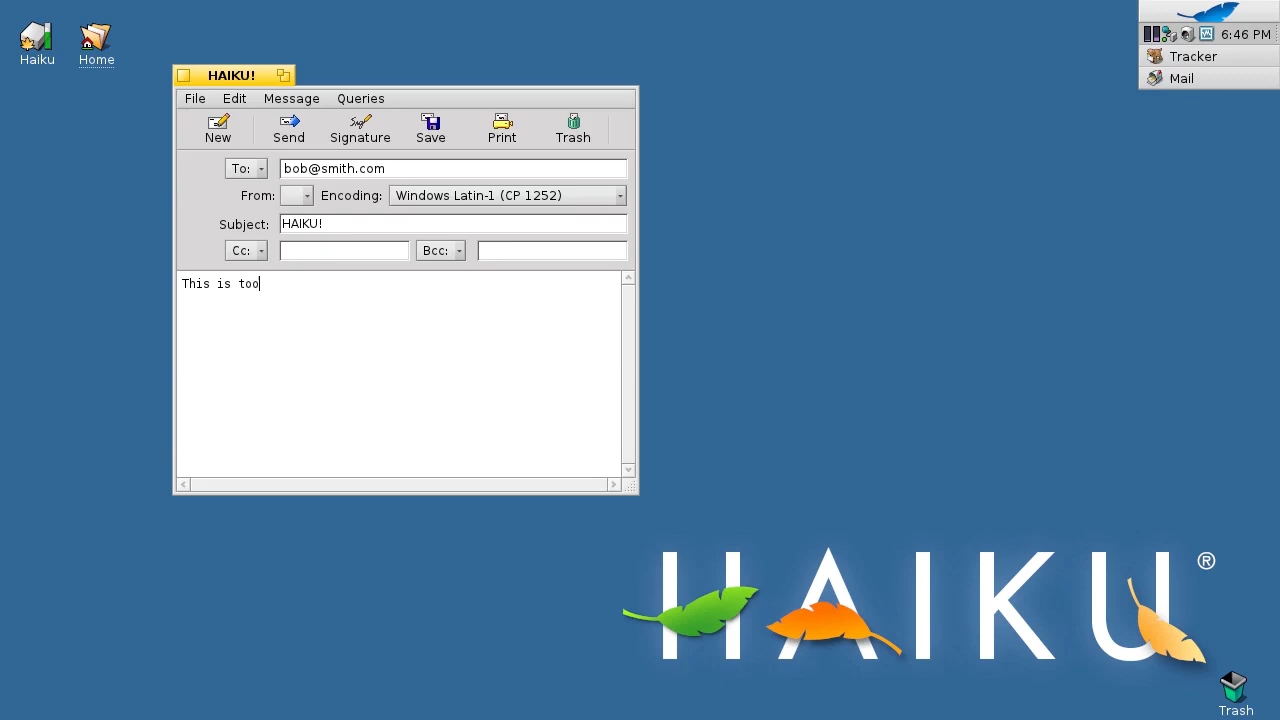 Haiku
Home
6:46 PM
Tracker
Mail
HAIKU!
File Edit Message Queries
New Send Signature Save Print Trash
To: bob@smith.com
From: Encoding: Windows Latin-1 (CP 1252)
Subject: HAIKU!
Cc: Bcc:
This is too
HAIKU®
Trash